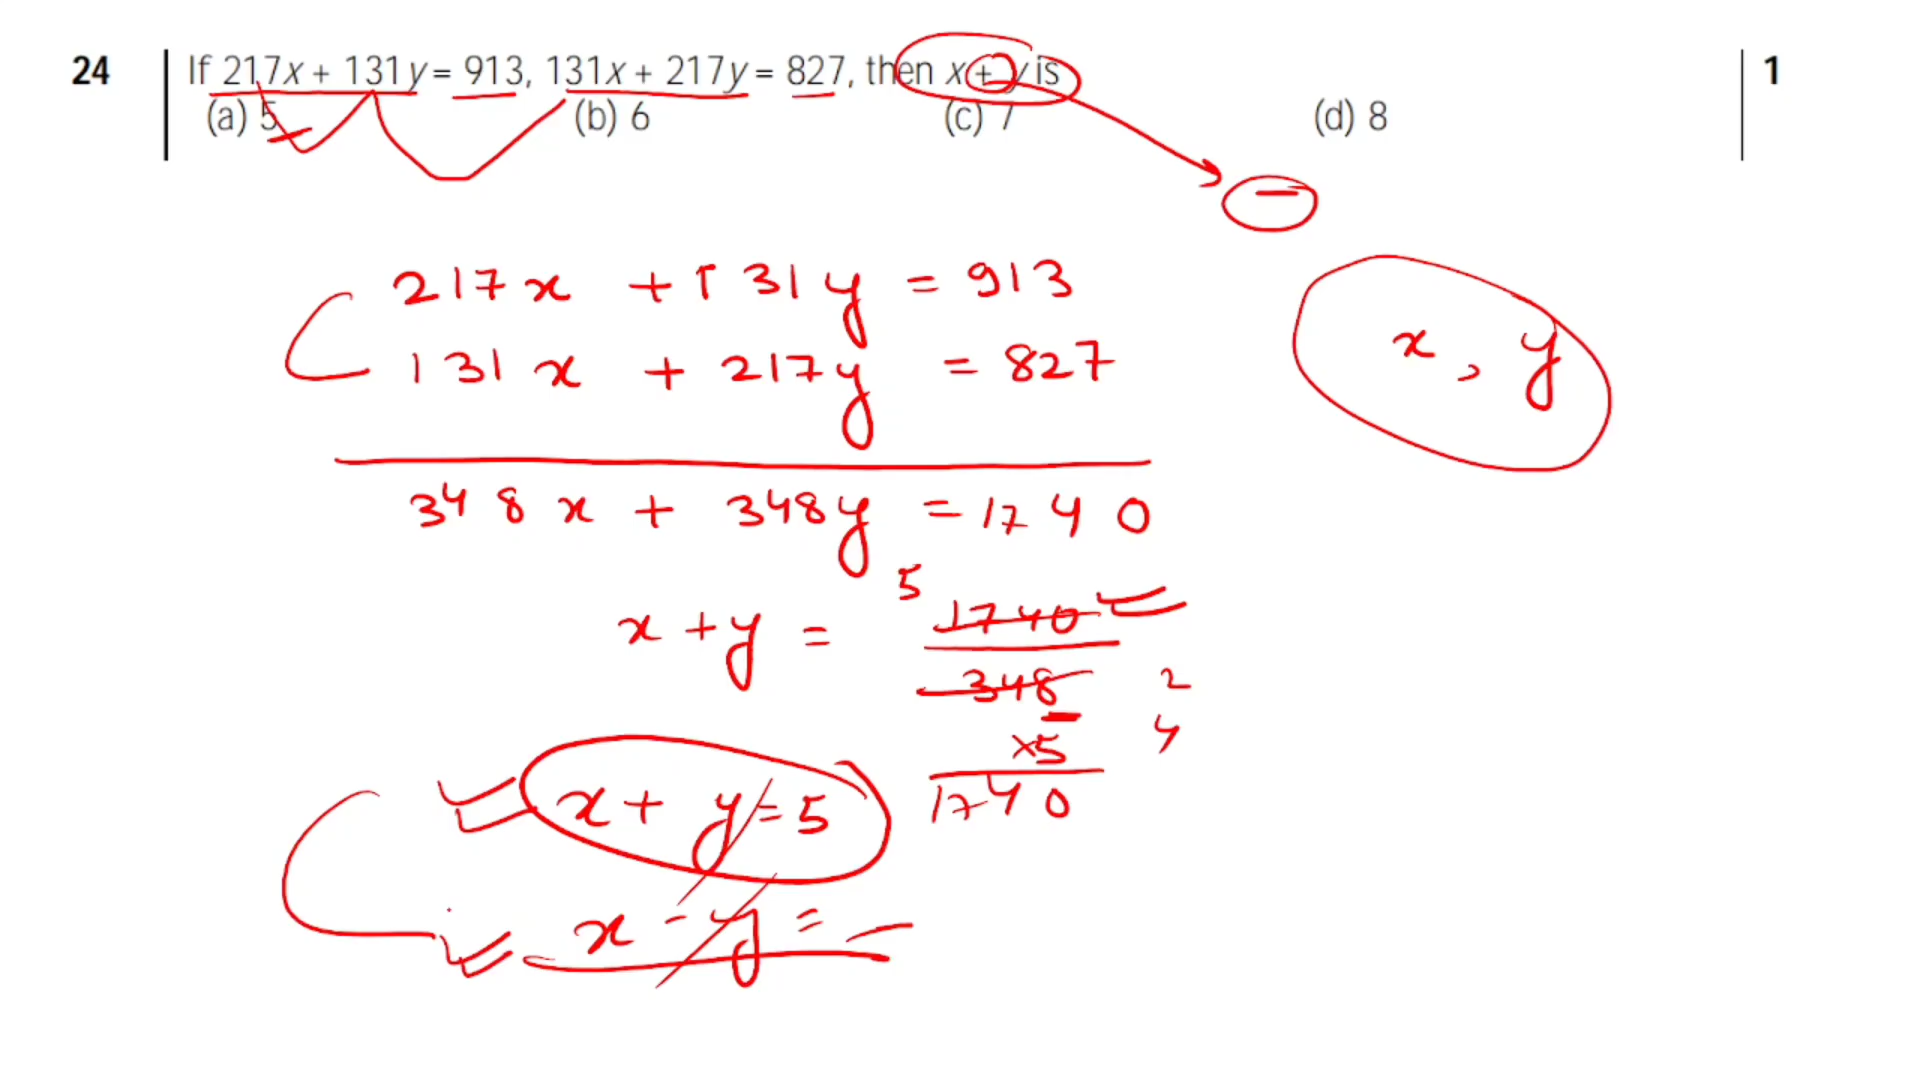 24 If 217x + 131y = 913, 131x + 217y = 827, then x + y is 1
(a) 5 (b) 6 (c) 7 (d) 8
−
217x + 131y = 913
131x + 217y = 827
x, y
348x + 348y = 1740
5
x + y = 1740
348 2
×5 4
x + y = 5 1740
x − y = −